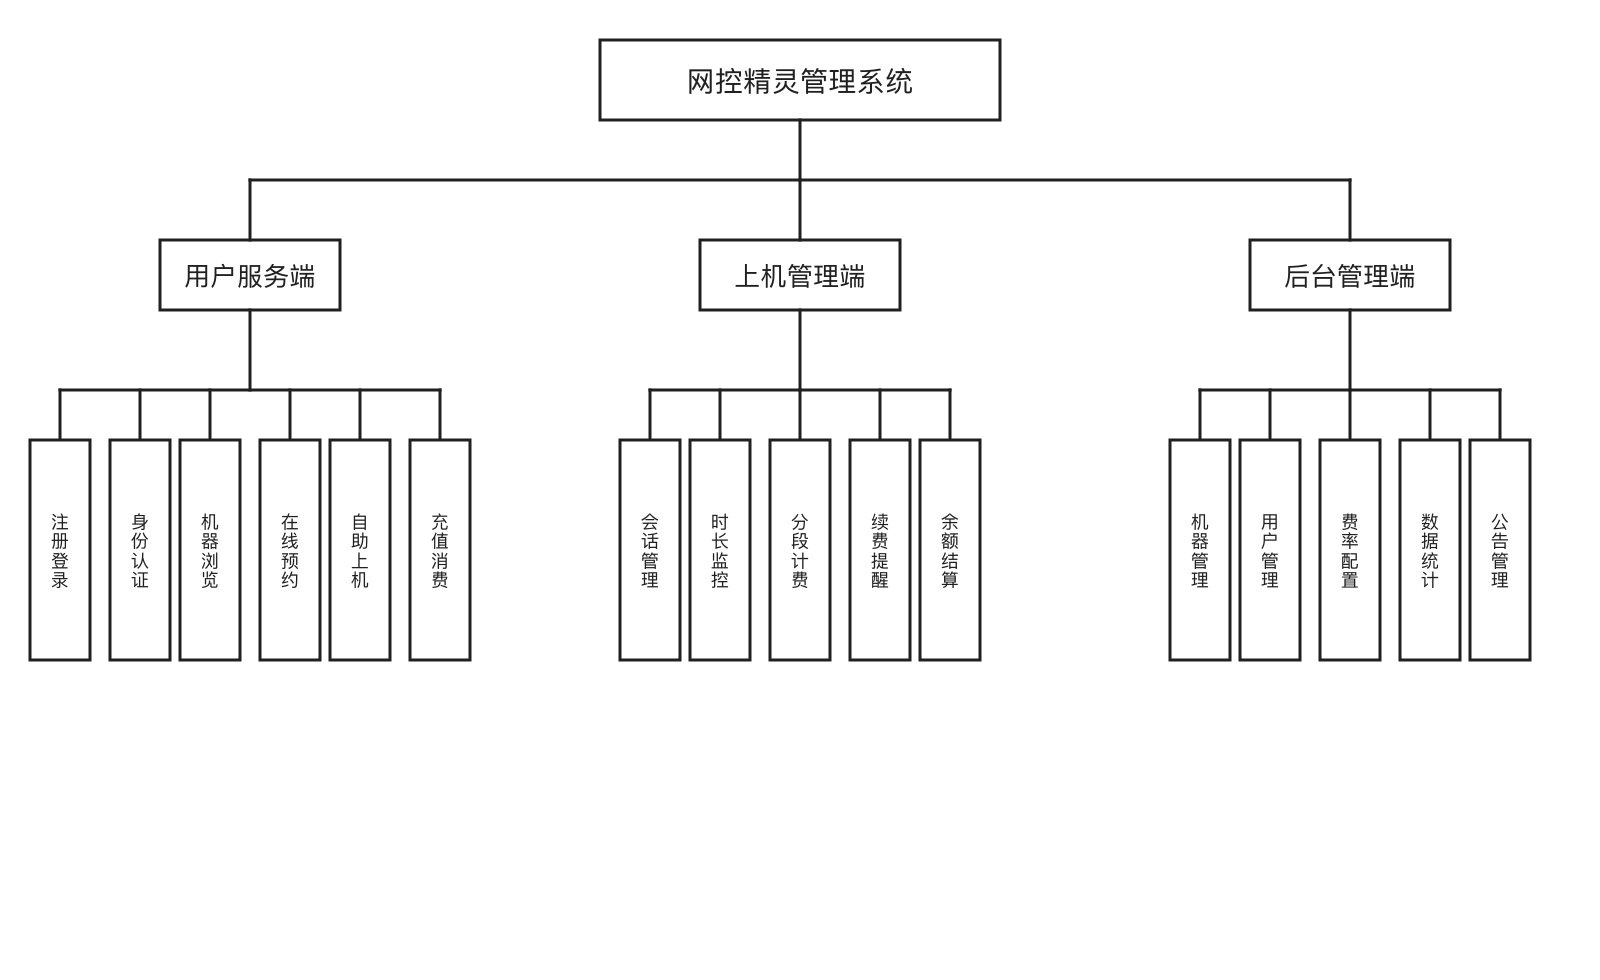 网控精灵管理系统
用户服务端
上机管理端
后台管理端
注册登录
身份认证
机器浏览
在线预约
自助上机
充值消费
会话管理
时长监控
分段计费
续费提醒
余额结算
机器管理
用户管理
费率配置
数据统计
公告管理